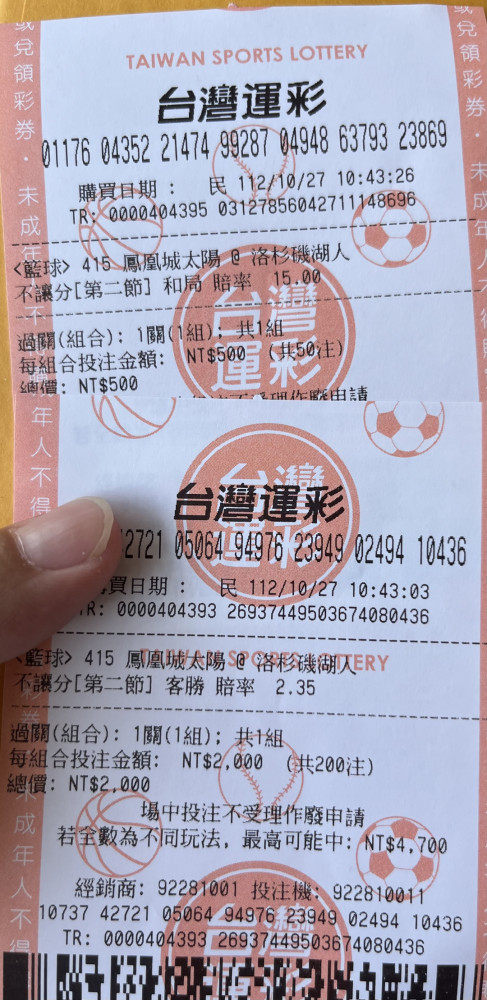 TAIWAN SPORTS LOTTERY
台灣運彩
01176 04352 21474 99287 04948 63793 23869
購買日期: 民 112/10/27 10:43:26
TR: 0000404395 03127856042711148696
<籃球> 415 鳳凰城太陽 @ 洛杉磯湖人
不讓分[第二節] 和局 賠率 15.00
過關(組合): 1關(1組); 共1組
每組合投注金額: NT$500 (共50注)
總價: NT$500
台灣運彩
42721 05064 94976 23949 02494 10436
買日期: 民 112/10/27 10:43:03
R: 0000404393 26937449503674080436
<籃球> 415 鳳凰城太陽 @ 洛杉磯湖人
不讓分[第二節] 客勝 賠率 2.35
過關(組合): 1關(1組); 共1組
每組合投注金額: NT$2,000 (共200注)
總價: NT$2,000
場中投注不受理作廢申請
若全數為不同玩法, 最高可能中: NT$4,700
經銷商: 92281001 投注機: 922810011
10737 42721 05064 94976 23949 02494 10436
TR: 0000404393 26937449503674080436